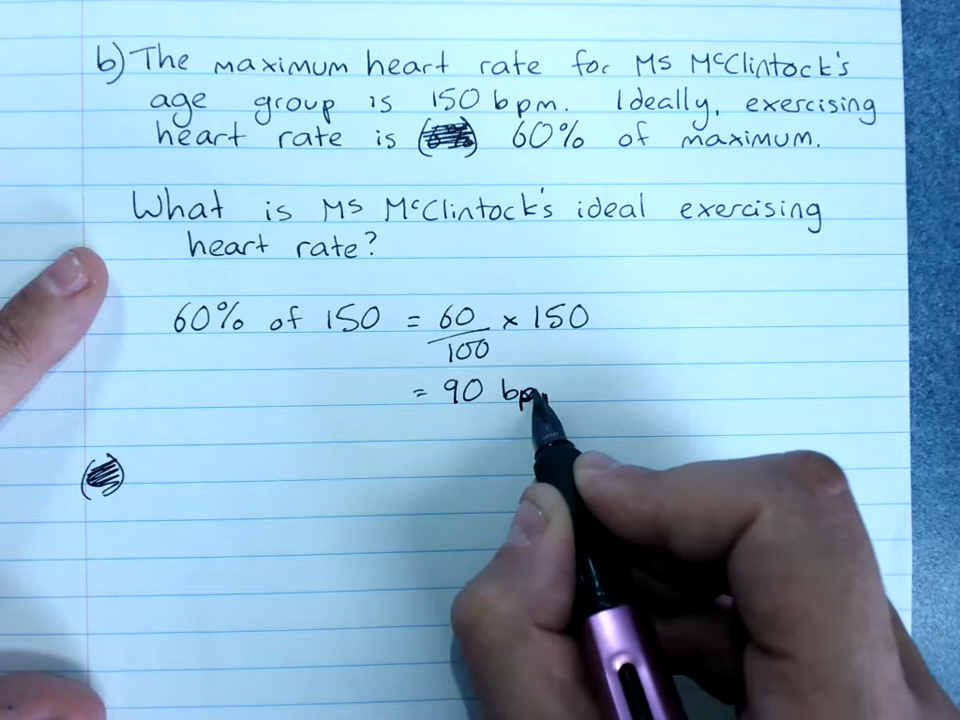 b) The maximum heart rate for Ms McClintock's
age group is 150 bpm. Ideally, exercising
heart rate is ( ) 60% of maximum.
What is Ms McClintock's ideal exercising
heart rate?
60% of 150 = 60/100 × 150
= 90 bpm